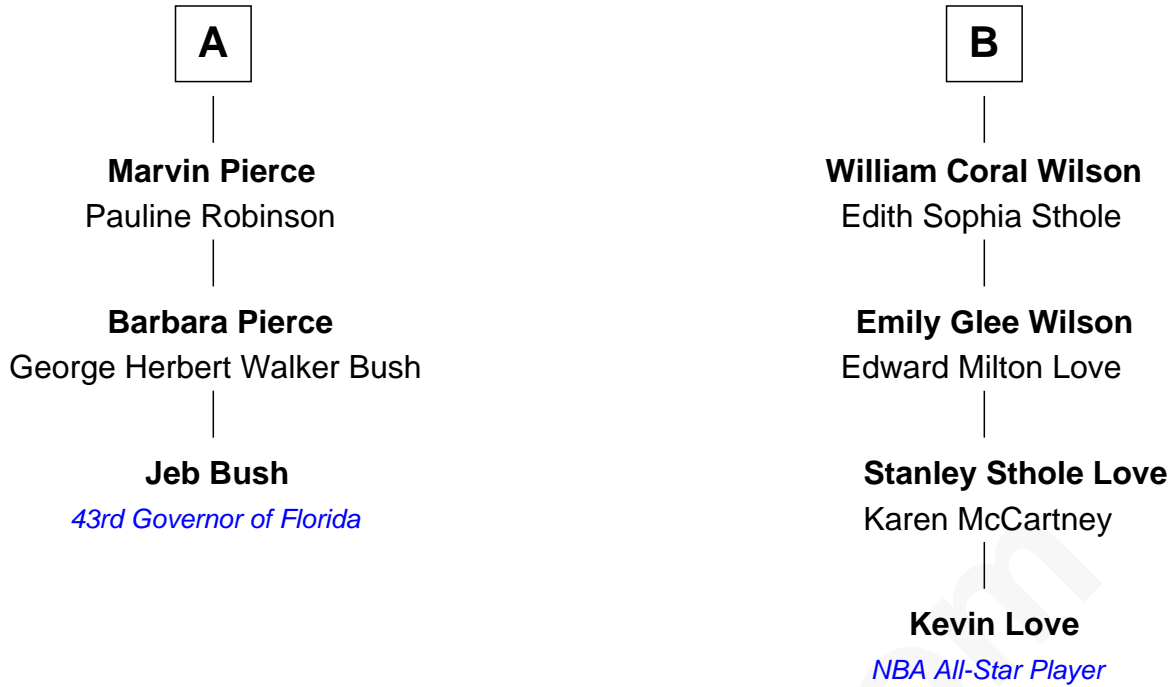 A
Marvin Pierce
Pauline Robinson
Barbara Pierce
George Herbert Walker Bush
Jeb Bush
43rd Governor of Florida
B
William Coral Wilson
Edith Sophia Sthole
Emily Glee Wilson
Edward Milton Love
Stanley Sthole Love
Karen McCartney
Kevin Love
NBA All-Star Player